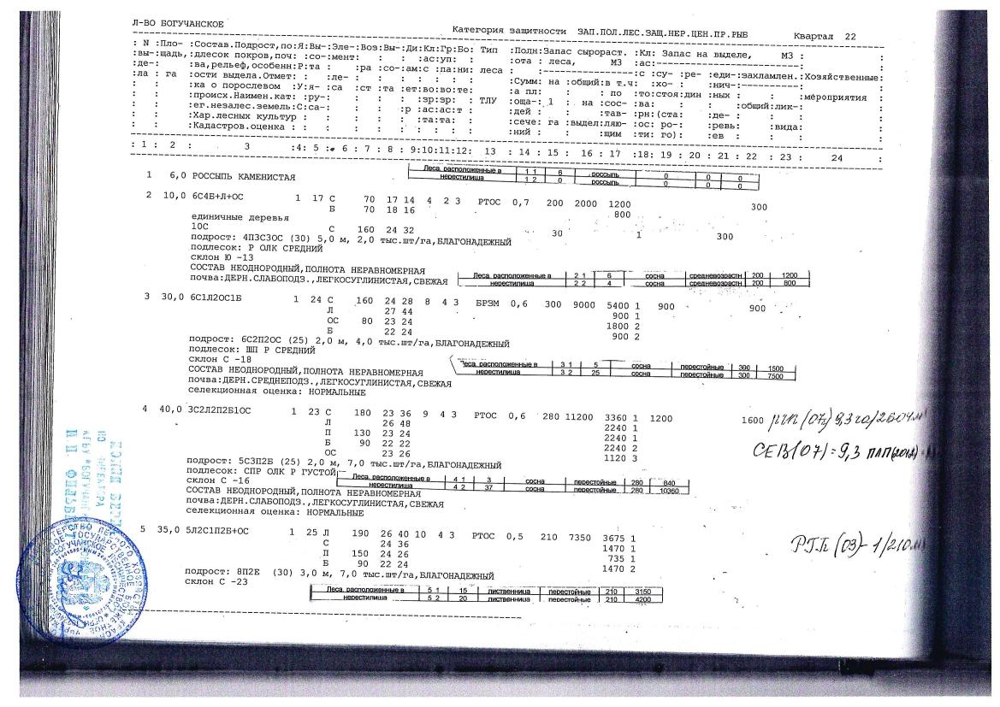 Л-ВО БОГУЧАНСКОЕ
Категория защитности ЗАП.ПОЛ.ЛЕС.ЗАЩ.НЕР.ЦЕН.ПР.РЫБ Квартал 22
: N :Пло- :Состав.Подрост,по:Я:Вы-:Эле-:Воз:Вы-:Ди:Кл:Гр:Бо: Тип :Полн:Запас сырораст. :Кл: Запас на выделе, М3 : :
:вы-:щадь,:длесок покров,поч: :со-:мент: : : :ас:уп: : :ота : леса, М3 :ас:---------------------: :
:де-: :ва,рельеф,особенн:Р:та : :ра :со-:ам:с :па:ни: леса : :----------------:с :су- :ре- :еди-:захламлен.:Хозяйственные:
:ла : га :ости выдела.Отмет: : :ле- : : : : : : : :Сумм: на :общий:в т.ч: :хо- : :нич-:----------: :
: : :ка о порослевом :У:я- :са :ст :та :ет:во:во:те: :а пл: : : по :то:стоя:дин :ных : : :мероприятия :
: : :происх.Наимен.кат: :ру-: : : : :зр:зр: : ТЛУ :оща-: 1 : на :сос- :ва: : : :общий:лик-: :
: : :ег.незалес.земель:С:са-: : : :р :ас:ас:т : :дей : : :тав- :рн:(ста: :де- : : : :
: : :Хар.лесных культур : : : : : :та:та: : :сече: га :выдел:ляю-:ос: ро-: :ревь: :вида: :
: : :Кадастров.оценка : : : : : : : : : : :ний : : :щим :ти: го): :ев : : : :
: 1 : 2 : 3 :4: 5 : 6 : 7 : 8 : 9:10:11:12: 13 : 14 : 15 : 16 : 17 :18: 19 : 20 : 21 : 22 : 23 : 24 :
Леса, расположенные в 1 1 6 россыпь 0 0 0
1 6,0 РОССЫПЬ КАМЕНИСТАЯ
нерестилища 1 2 0 россыпь 0 0 0
2 10,0 6С4Б+Л+ОС 1 17 С 70 17 14 4 2 3 РТОС 0,7 200 2000 1200 300
Б 70 18 16 800
единичные деревья
10С С 160 24 32 30 1 300
подрост: 4П3С3ОС (30) 5,0 м, 2,0 тыс.шт/га,БЛАГОНАДЕЖНЫЙ
подлесок: Р ОЛК СРЕДНИЙ
склон Ю -13
СОСТАВ НЕОДНОРОДНЫЙ,ПОЛНОТА НЕРАВНОМЕРНАЯ
Леса, расположенные в 2 1 6 сосна средневозрастн 200 1200
почва:ДЕРН.СЛАБОПОДЗ.,ЛЕГКОСУГЛИНИСТАЯ,СВЕЖАЯ
нерестилища 2 2 4 сосна средневозрастн 200 800
3 30,0 6С1Л2ОС1Б 1 24 С 160 24 28 8 4 3 БРЗМ 0,6 300 9000 5400 1 900 900
Л 27 44 900 1
ОС 80 23 24 1800 2
Б 22 24 900 2
подрост: 6С2П2ОС (25) 2,0 м, 4,0 тыс.шт/га,БЛАГОНАДЕЖНЫЙ
подлесок: ШП Р СРЕДНИЙ
склон С -18
Леса, расположенные в 3 1 5 сосна перестойные 300 1500
СОСТАВ НЕОДНОРОДНЫЙ,ПОЛНОТА НЕРАВНОМЕРНАЯ
нерестилища 3 2 25 сосна перестойные 300 7500
почва:ДЕРН.СРЕДНЕПОДЗ.,ЛЕГКОСУГЛИНИСТАЯ,СВЕЖАЯ
селекционная оценка: НОРМАЛЬНЫЕ
4 40,0 3С2Л2П2Б1ОС 1 23 С 180 23 36 9 4 3 РТОС 0,6 280 11200 3360 1 1200 1600
Л 26 48 2240 1
П 130 23 24 2240 1
Б 90 22 22 2240 2
ОС 23 26 1120 3
подрост: 5С3П2Б (25) 2,0 м, 7,0 тыс.шт/га,БЛАГОНАДЕЖНЫЙ
подлесок: СПР ОЛК Р ГУСТОЙ
Леса, расположенные в 4 1 3 сосна перестойные 280 840
склон С -16
нерестилища 4 2 37 сосна перестойные 280 10360
СОСТАВ НЕОДНОРОДНЫЙ,ПОЛНОТА НЕРАВНОМЕРНАЯ
почва:ДЕРН.СЛАБОПОДЗ.,ЛЕГКОСУГЛИНИСТАЯ,СВЕЖАЯ
селекционная оценка: НОРМАЛЬНЫЕ
5 35,0 5Л2С1П2Б+ОС 1 25 Л 190 26 40 10 4 3 РТОС 0,5 210 7350 3675 1
С 24 36 1470 1
П 150 24 26 735 1
Б 90 22 24 1470 2
подрост: 8П2Е (30) 3,0 м, 7,0 тыс.шт/га,БЛАГОНАДЕЖНЫЙ
склон С -23
Леса, расположенные в 5 1 15 лиственница перестойные 210 3150
нерестилища 5 2 20 лиственница перестойные 210 4200
(07) 9,3 га/2604
СЕВ(07) = 9,3
(03) - 1/210